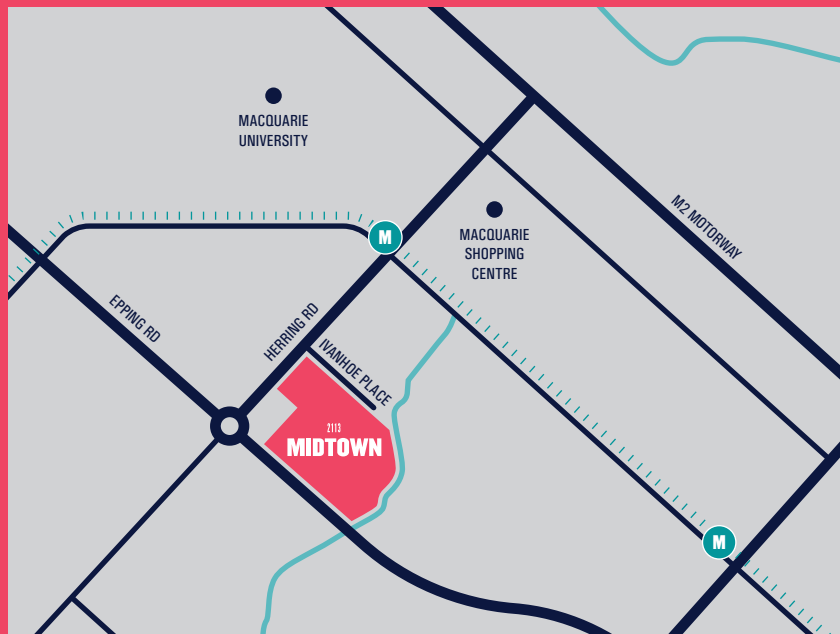 MACQUARIE
UNIVERSITY
M2 MOTORWAY
M
MACQUARIE
SHOPPING
CENTRE
EPPING RD
HERRING RD
IVANHOE PLACE
2113
MIDTOWN
M